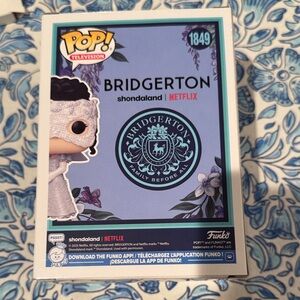 POP!
TELEVISION
1849
BRIDGERTON
shondaland | NETFLIX
BRIDGERTON
FAMILY BEFORE ALL
shondaland | NETFLIX
Funko
DOWNLOAD THE FUNKO APP! / TÉLÉCHARGEZ L'APPLICATION FUNKO !
¡DESCARGUE LA APP DE FUNKO!